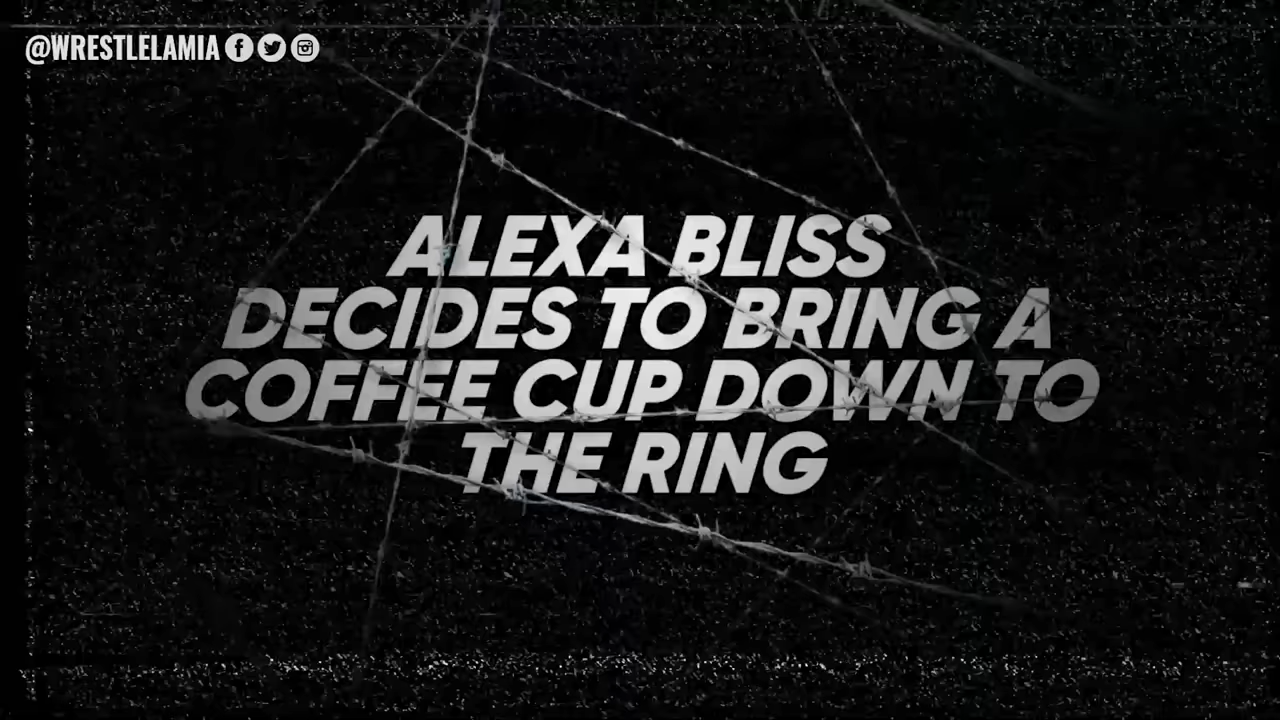 @WRESTLELAMIA
ALEXA BLISS
DECIDES TO BRING A
COFFEE CUP DOWN TO
THE RING